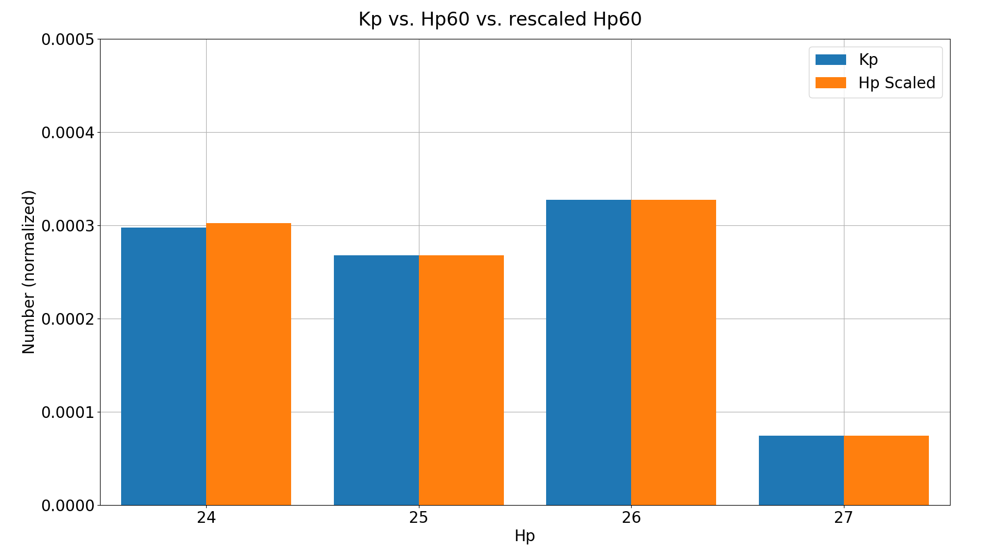 Kp vs. Hp60 vs. rescaled Hp60
0.0005
0.0004
0.0003
0.0002
0.0001
0.0000
Number (normalized)
Kp
Hp Scaled
24 25 26 27
Hp